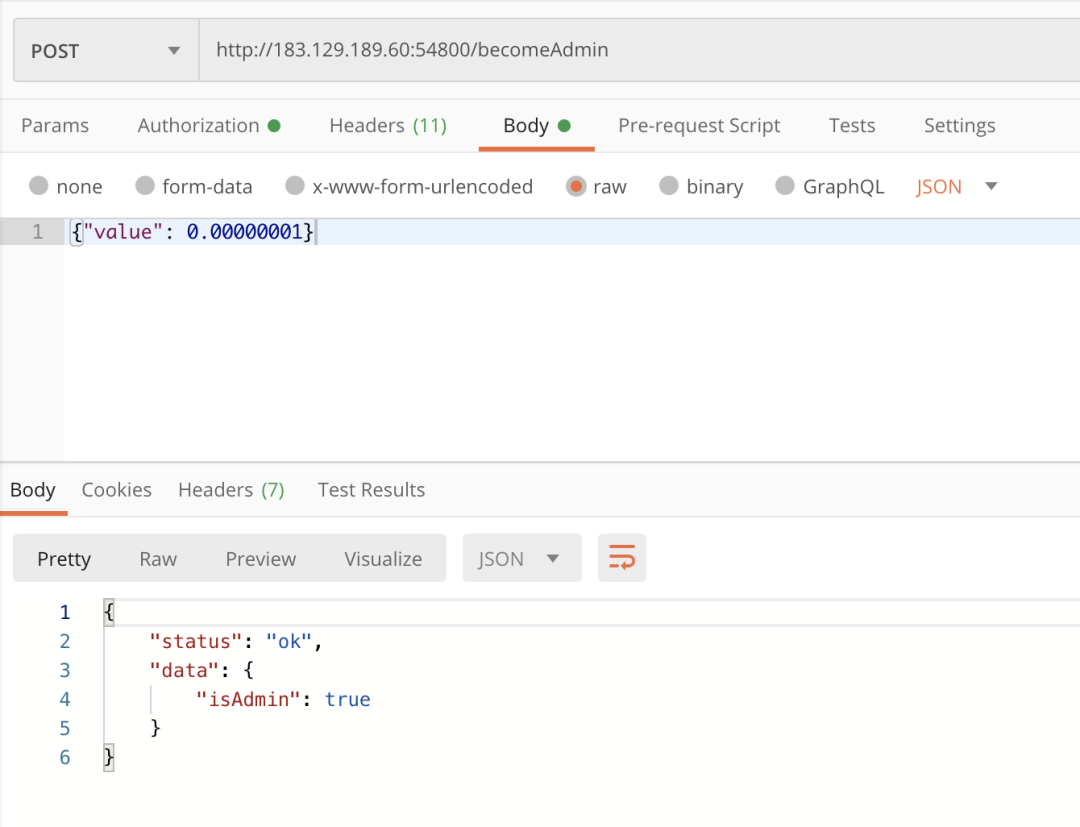 POST http://183.129.189.60:54800/becomeAdmin
Params Authorization Headers (11) Body Pre-request Script Tests Settings
none form-data x-www-form-urlencoded raw binary GraphQL JSON
1 {"value": 0.00000001}
Body Cookies Headers (7) Test Results
Pretty Raw Preview Visualize JSON
1 {
2 "status": "ok",
3 "data": {
4 "isAdmin": true
5 }
6 }